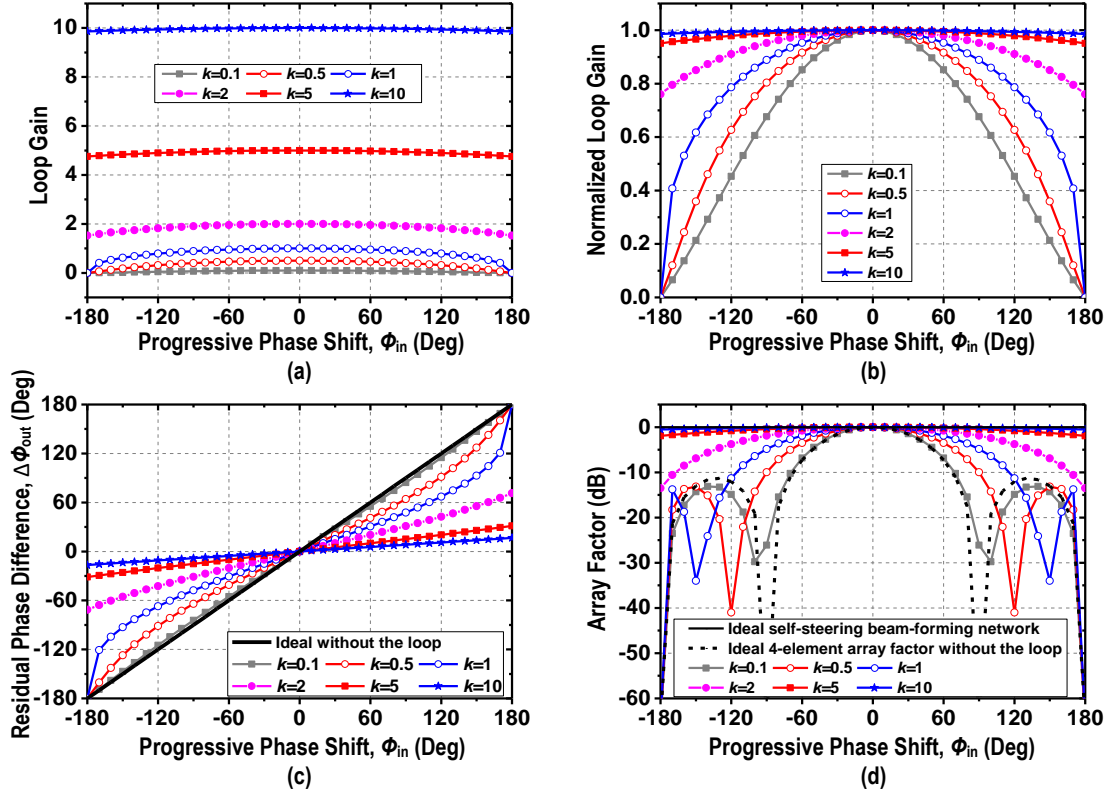 10
8
6
4
2
0
Loop Gain
k=0.1 k=0.5 k=1
k=2 k=5 k=10
-180 -120 -60 0 60 120 180
Progressive Phase Shift, Φin (Deg)
(a)
1.0
0.8
0.6
0.4
0.2
0.0
Normalized Loop Gain
k=0.1
k=0.5
k=1
k=2
k=5
k=10
-180 -120 -60 0 60 120 180
Progressive Phase Shift, Φin (Deg)
(b)
180
120
60
0
-60
-120
-180
Residual Phase Difference, ΔΦout (Deg)
Ideal without the loop
k=0.1 k=0.5 k=1
k=2 k=5 k=10
-180 -120 -60 0 60 120 180
Progressive Phase Shift, Φin (Deg)
(c)
0
-10
-20
-30
-40
-50
-60
Array Factor (dB)
Ideal self-steering beam-forming network
Ideal 4-element array factor without the loop
k=0.1 k=0.5 k=1
k=2 k=5 k=10
-180 -120 -60 0 60 120 180
Progressive Phase Shift, Φin (Deg)
(d)